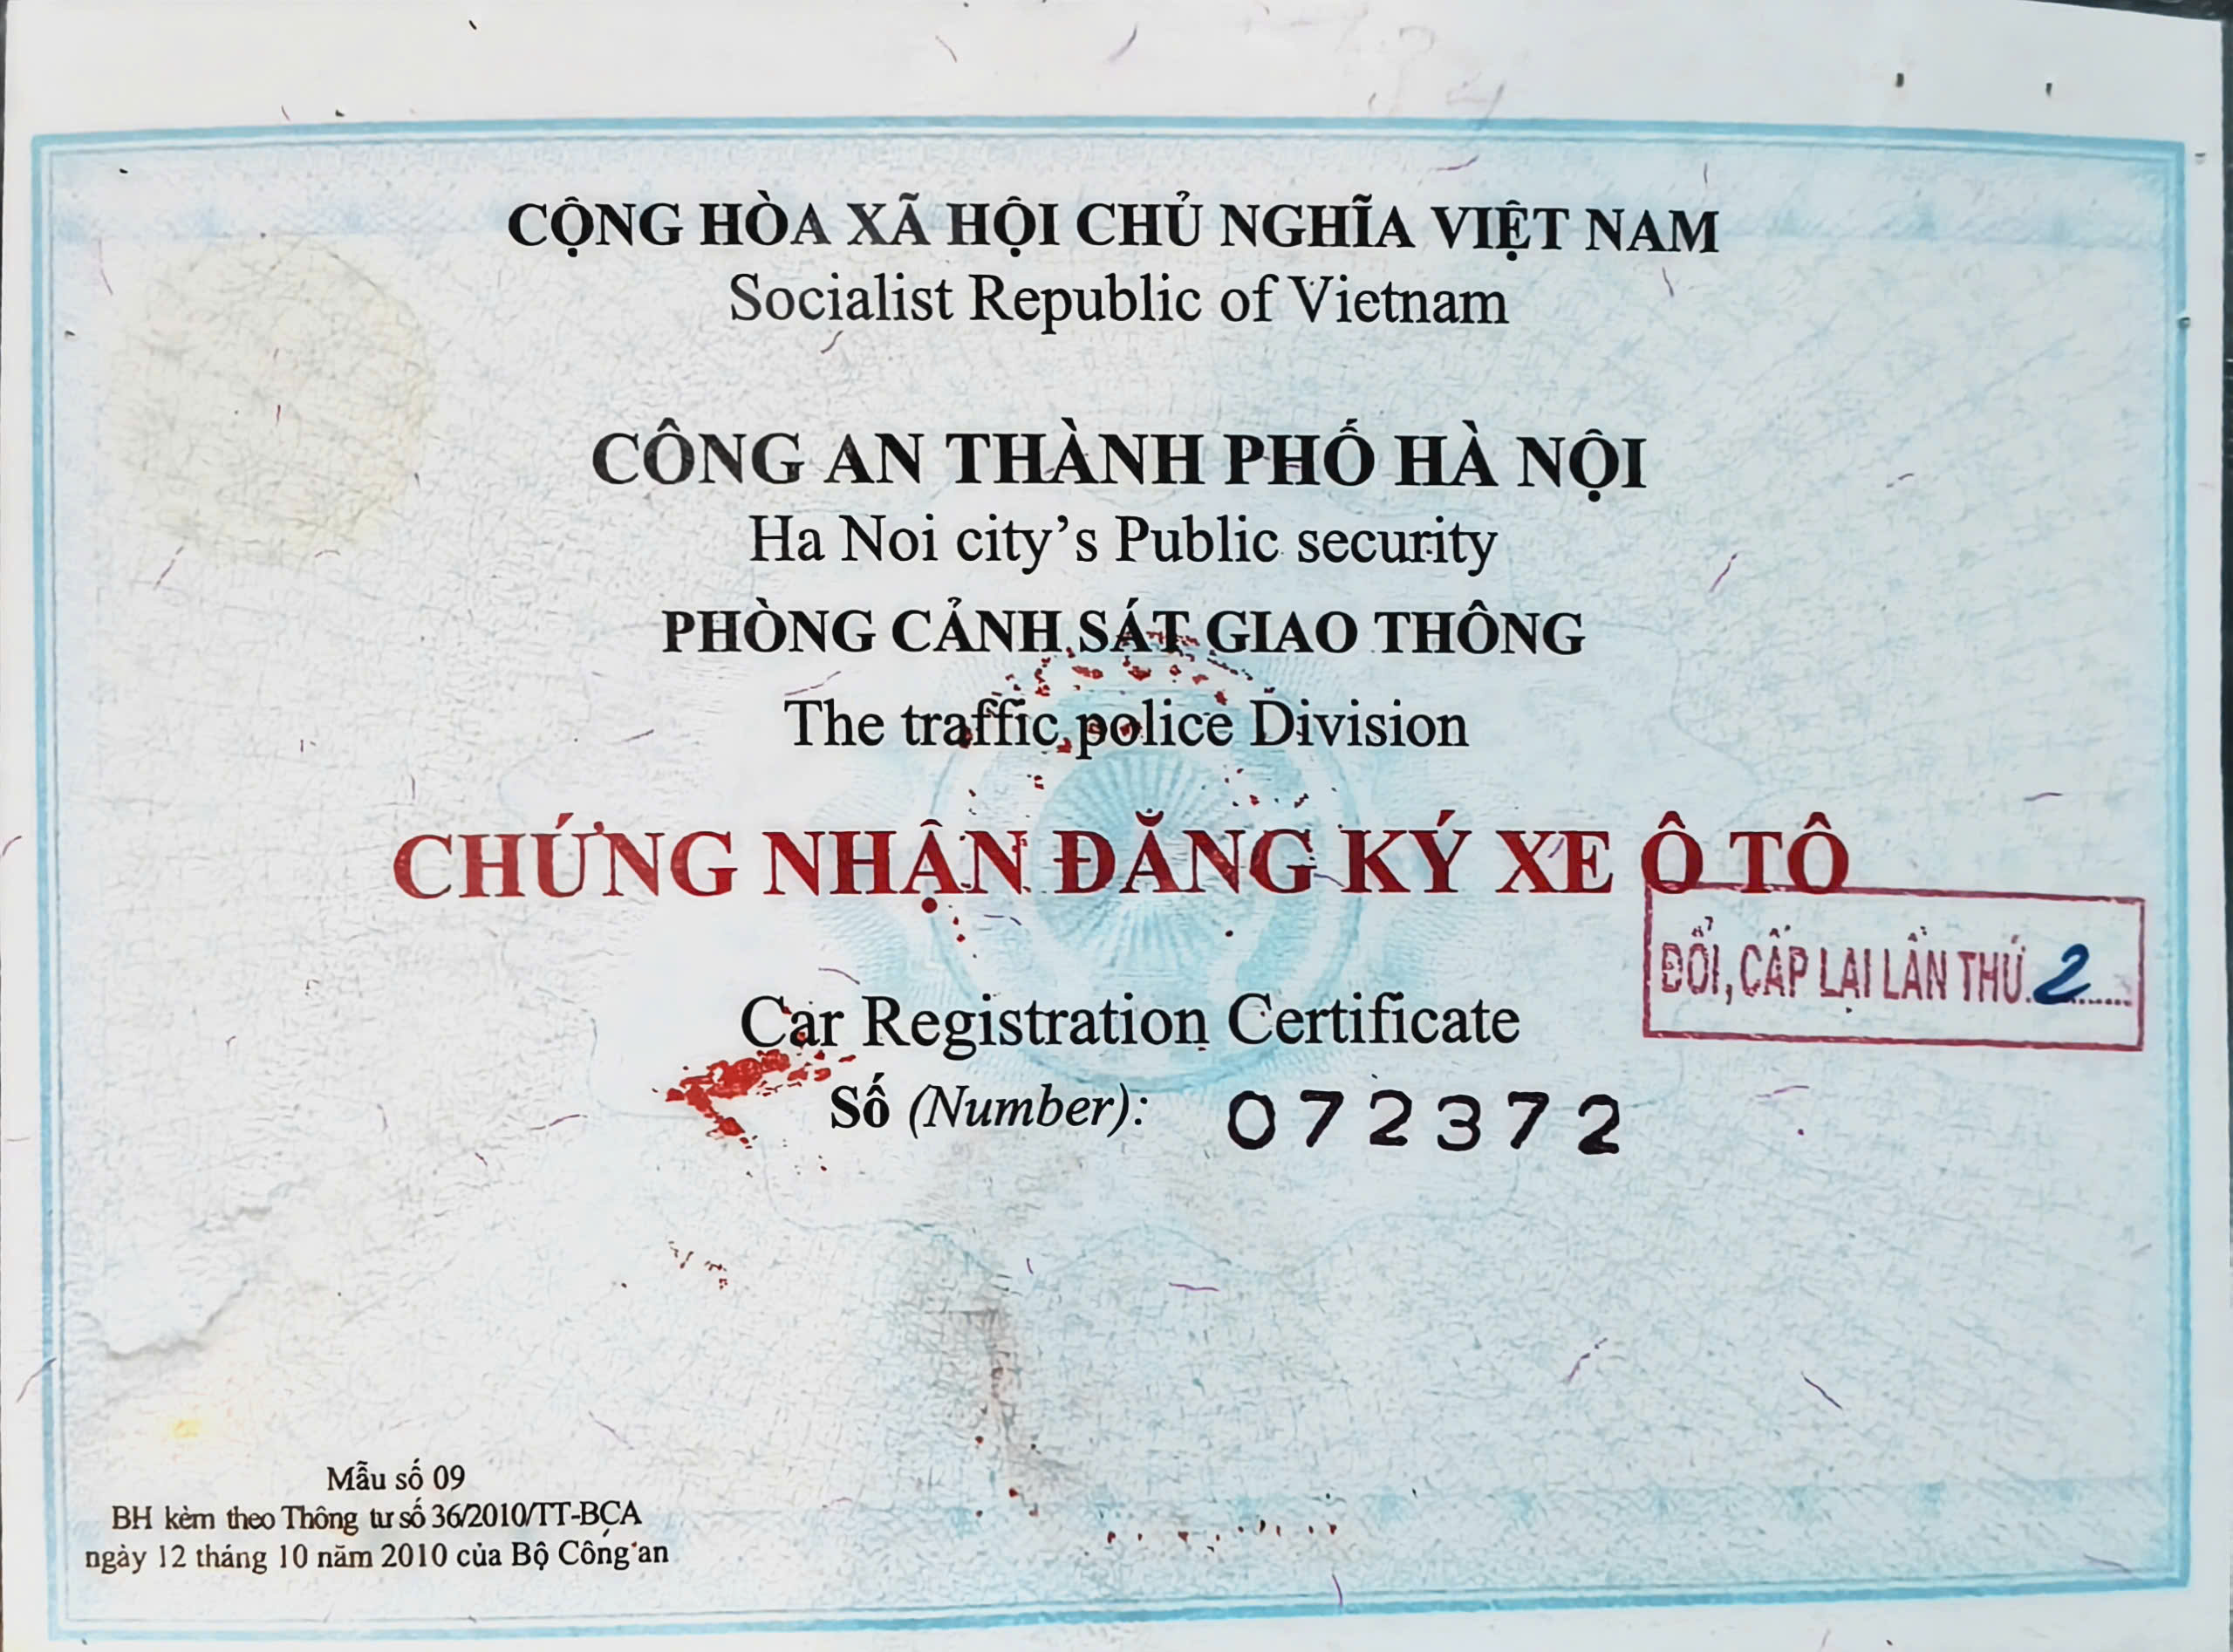 CỘNG HÒA XÃ HỘI CHỦ NGHĨA VIỆT NAM
Socialist Republic of Vietnam
CÔNG AN THÀNH PHỐ HÀ NỘI
Ha Noi city's Public security
PHÒNG CẢNH SÁT GIAO THÔNG
The traffic police Division
CHỨNG NHẬN ĐĂNG KÝ XE Ô TÔ
ĐỔI, CẤP LẠI LẦN THỨ 2
Car Registration Certificate
Số (Number): 072372
Mẫu số 09
BH kèm theo Thông tư số 36/2010/TT-BCA
ngày 12 tháng 10 năm 2010 của Bộ Công an